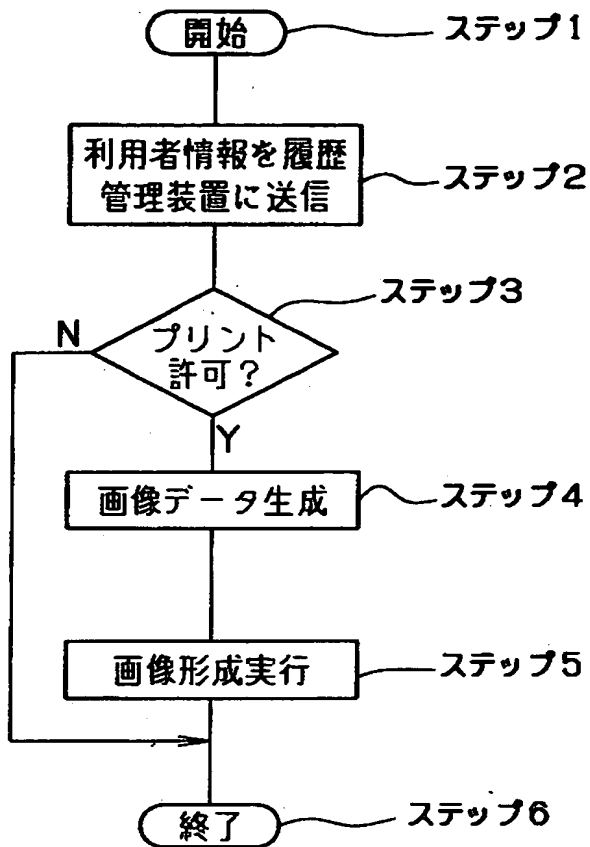 開始
ステップ1
利用者情報を履歴
管理装置に送信
ステップ2
ステップ3
N
プリント
許可?
Y
画像データ生成
ステップ4
画像形成実行
ステップ5
終了
ステップ6